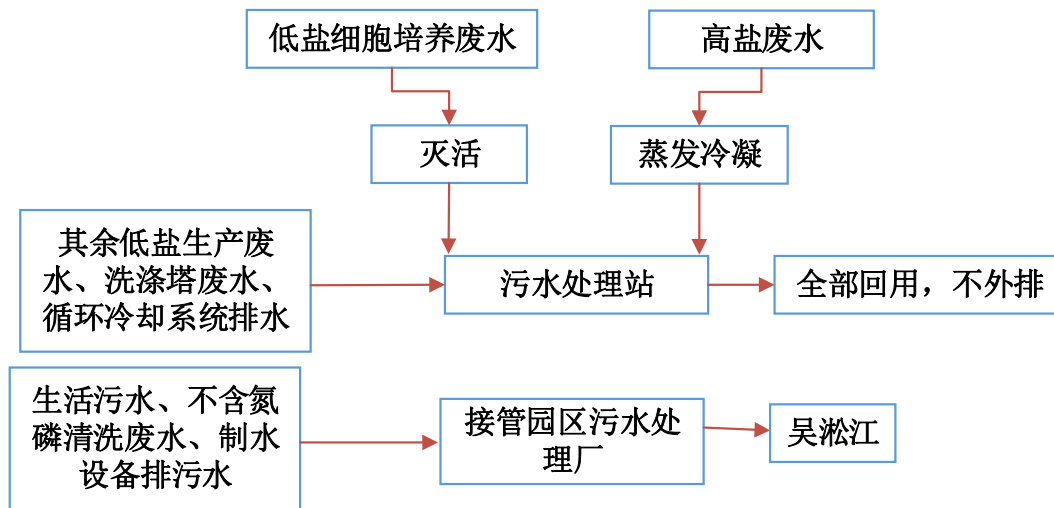 低盐细胞培养废水
高盐废水
灭活
蒸发冷凝
其余低盐生产废
水、洗涤塔废水、
循环冷却系统排水
污水处理站
全部回用，不外排
生活污水、不含氮
磷清洗废水、制水
设备排污水
接管园区污水处
理厂
吴淞江